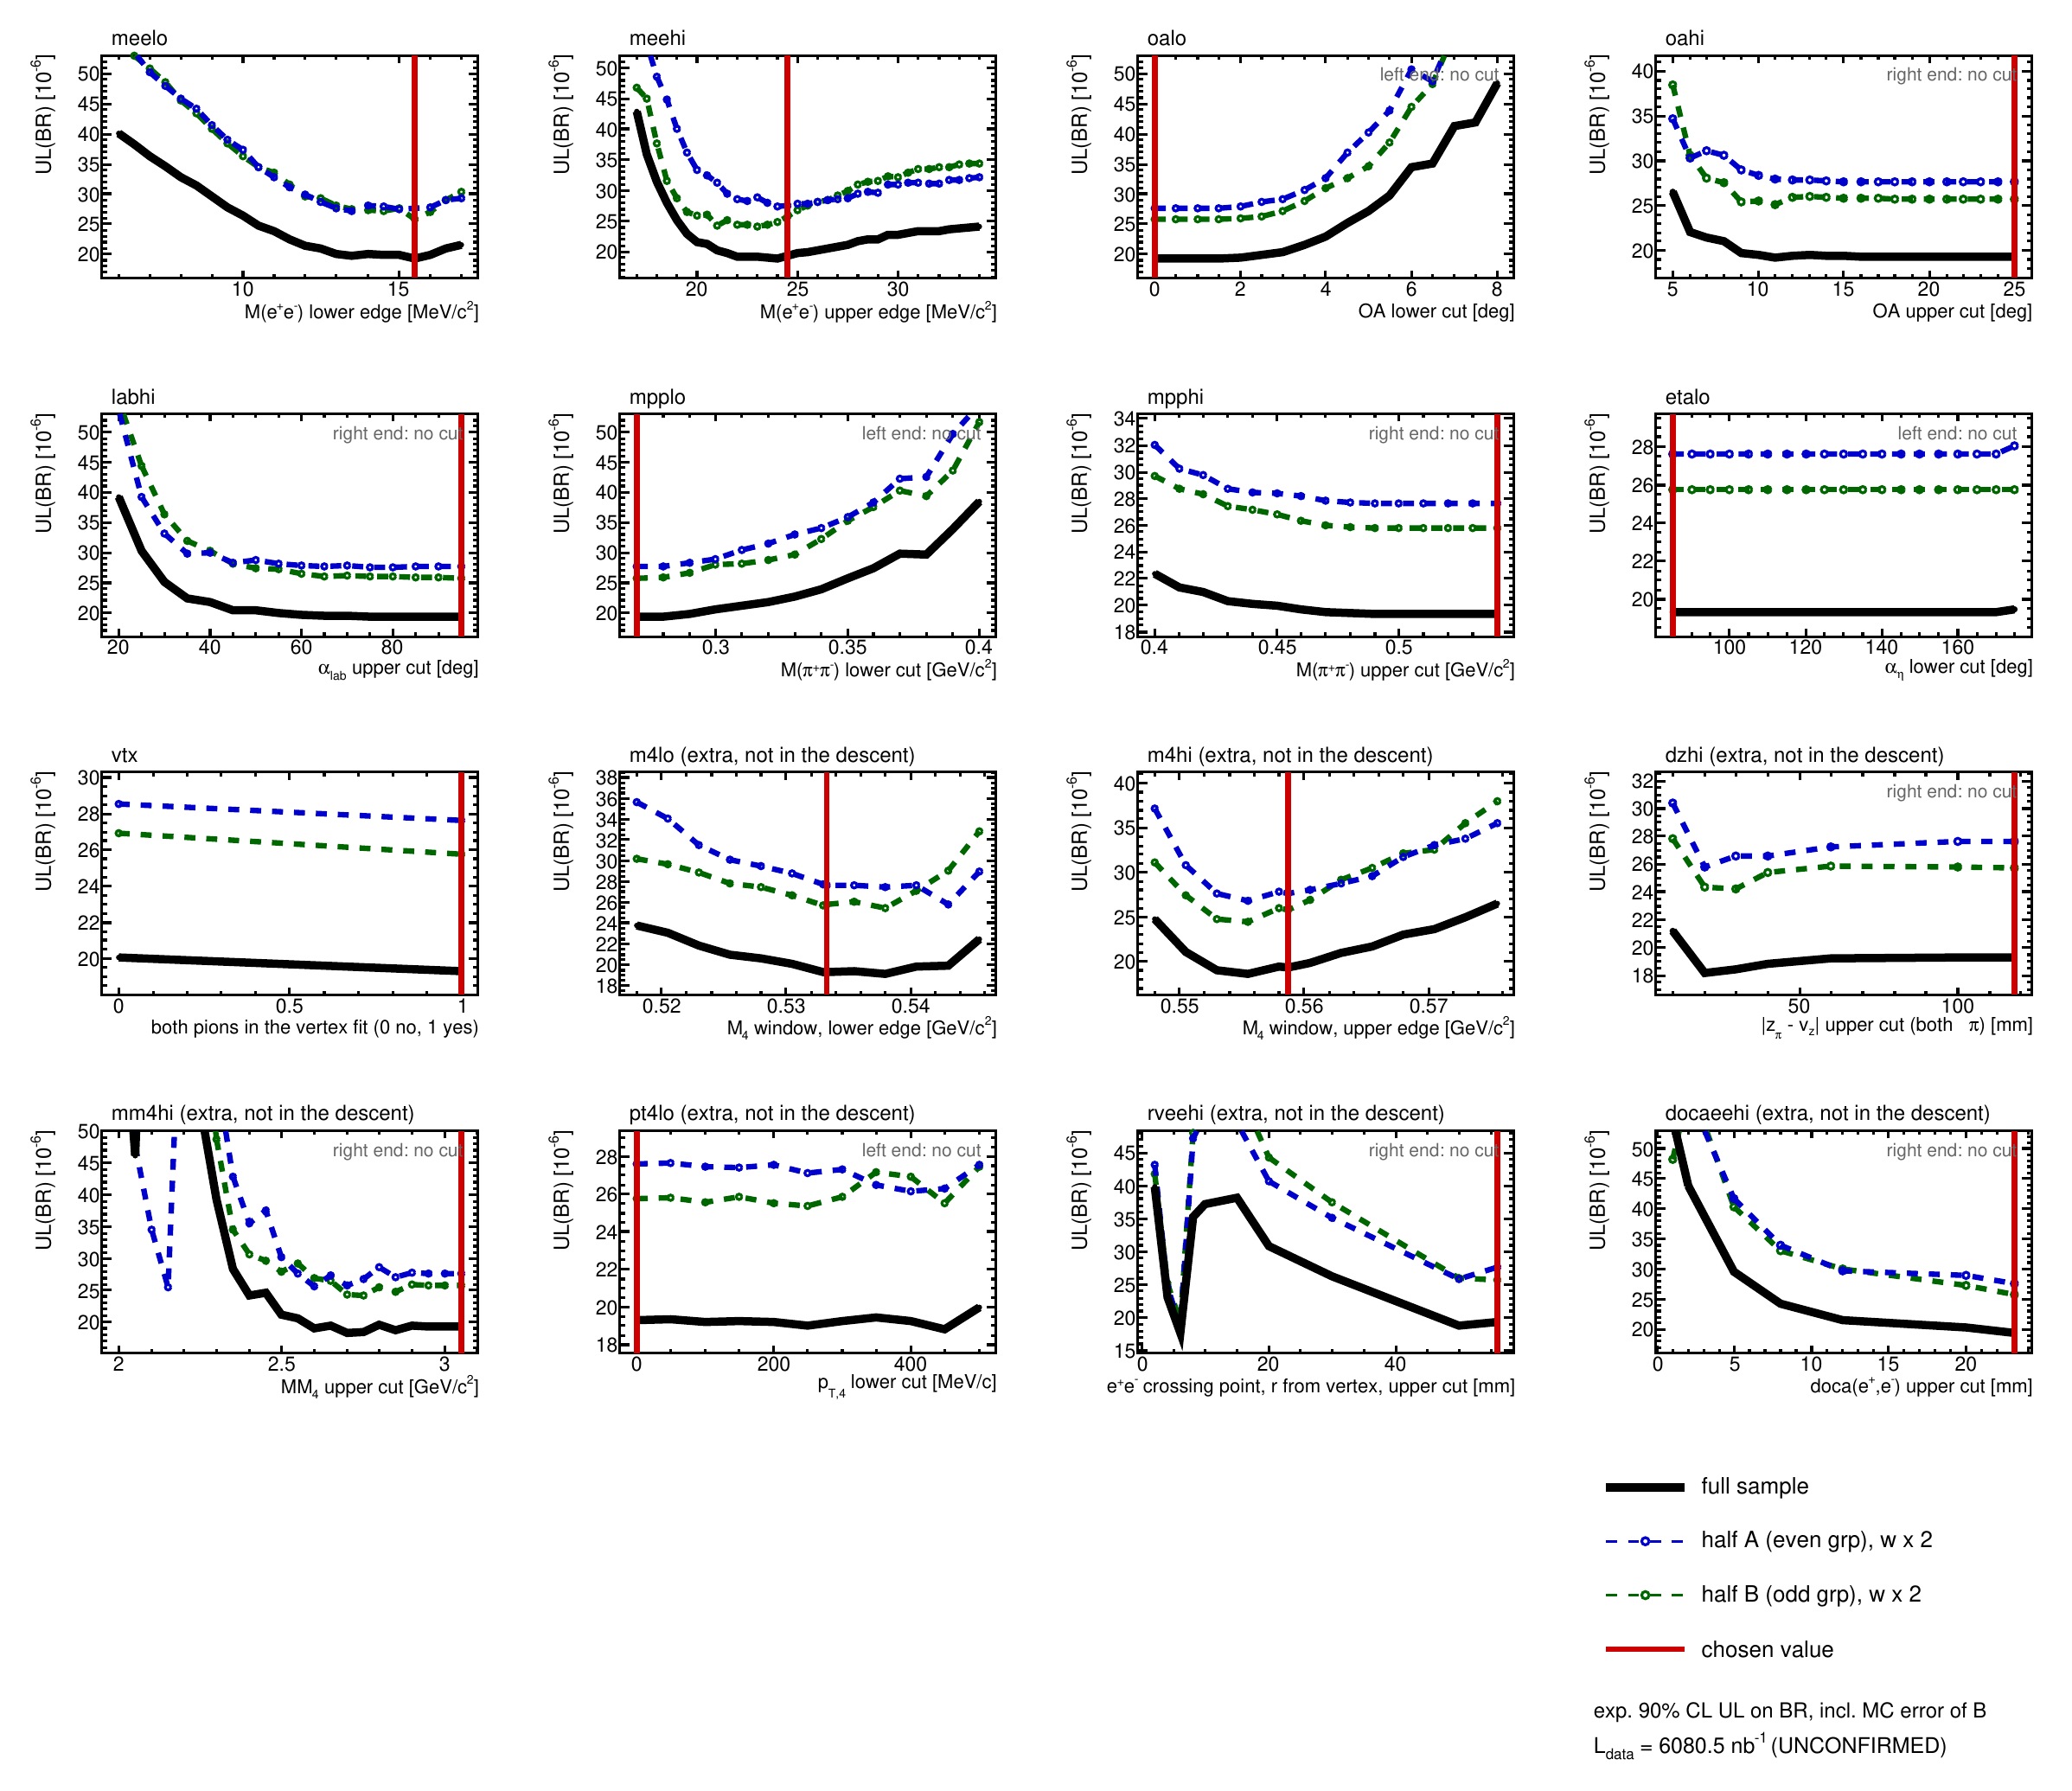 meelo
UL(BR) [10^-6]
50
45
40
35
30
25
20
10
15
M(e^+e^-) lower edge [MeV/c^2]
meehi
UL(BR) [10^-6]
50
45
40
35
30
25
20
20
25
30
M(e^+e^-) upper edge [MeV/c^2]
oalo
UL(BR) [10^-6]
left end: no cut
50
45
40
35
30
25
20
0
2
4
6
8
OA lower cut [deg]
oahi
UL(BR) [10^-6]
right end: no cut
40
35
30
25
20
5
10
15
20
25
OA upper cut [deg]
labhi
UL(BR) [10^-6]
right end: no cut
50
45
40
35
30
25
20
20
40
60
80
α_lab upper cut [deg]
mpplo
UL(BR) [10^-6]
left end: no cut
50
45
40
35
30
25
20
0.3
0.35
0.4
M(π^+π^-) lower cut [GeV/c^2]
mpphi
UL(BR) [10^-6]
right end: no cut
34
32
30
28
26
24
22
20
18
0.4
0.45
0.5
M(π^+π^-) upper cut [GeV/c^2]
etalo
UL(BR) [10^-6]
left end: no cut
28
26
24
22
20
100
120
140
160
α_η lower cut [deg]
vtx
UL(BR) [10^-6]
30
28
26
24
22
20
0
0.5
1
both pions in the vertex fit (0 no, 1 yes)
m4lo (extra, not in the descent)
UL(BR) [10^-6]
38
36
34
32
30
28
26
24
22
20
18
0.52
0.53
0.54
M_4 window, lower edge [GeV/c^2]
m4hi (extra, not in the descent)
UL(BR) [10^-6]
40
35
30
25
20
0.55
0.56
0.57
M_4 window, upper edge [GeV/c^2]
dzhi (extra, not in the descent)
UL(BR) [10^-6]
right end: no cut
32
30
28
26
24
22
20
18
50
100
|z_π - v_z| upper cut (both π) [mm]
mm4hi (extra, not in the descent)
UL(BR) [10^-6]
right end: no cut
50
45
40
35
30
25
20
2
2.5
3
MM_4 upper cut [GeV/c^2]
pt4lo (extra, not in the descent)
UL(BR) [10^-6]
left end: no cut
28
26
24
22
20
18
0
200
400
p_T,4 lower cut [MeV/c]
rveehi (extra, not in the descent)
UL(BR) [10^-6]
right end: no cut
45
40
35
30
25
20
15
0
20
40
e^+e^- crossing point, r from vertex, upper cut [mm]
docaeehi (extra, not in the descent)
UL(BR) [10^-6]
right end: no cut
50
45
40
35
30
25
20
0
5
10
15
20
doca(e^+,e^-) upper cut [mm]
full sample
half A (even grp), w x 2
half B (odd grp), w x 2
chosen value
exp. 90% CL UL on BR, incl. MC error of B
L_data = 6080.5 nb^-1 (UNCONFIRMED)